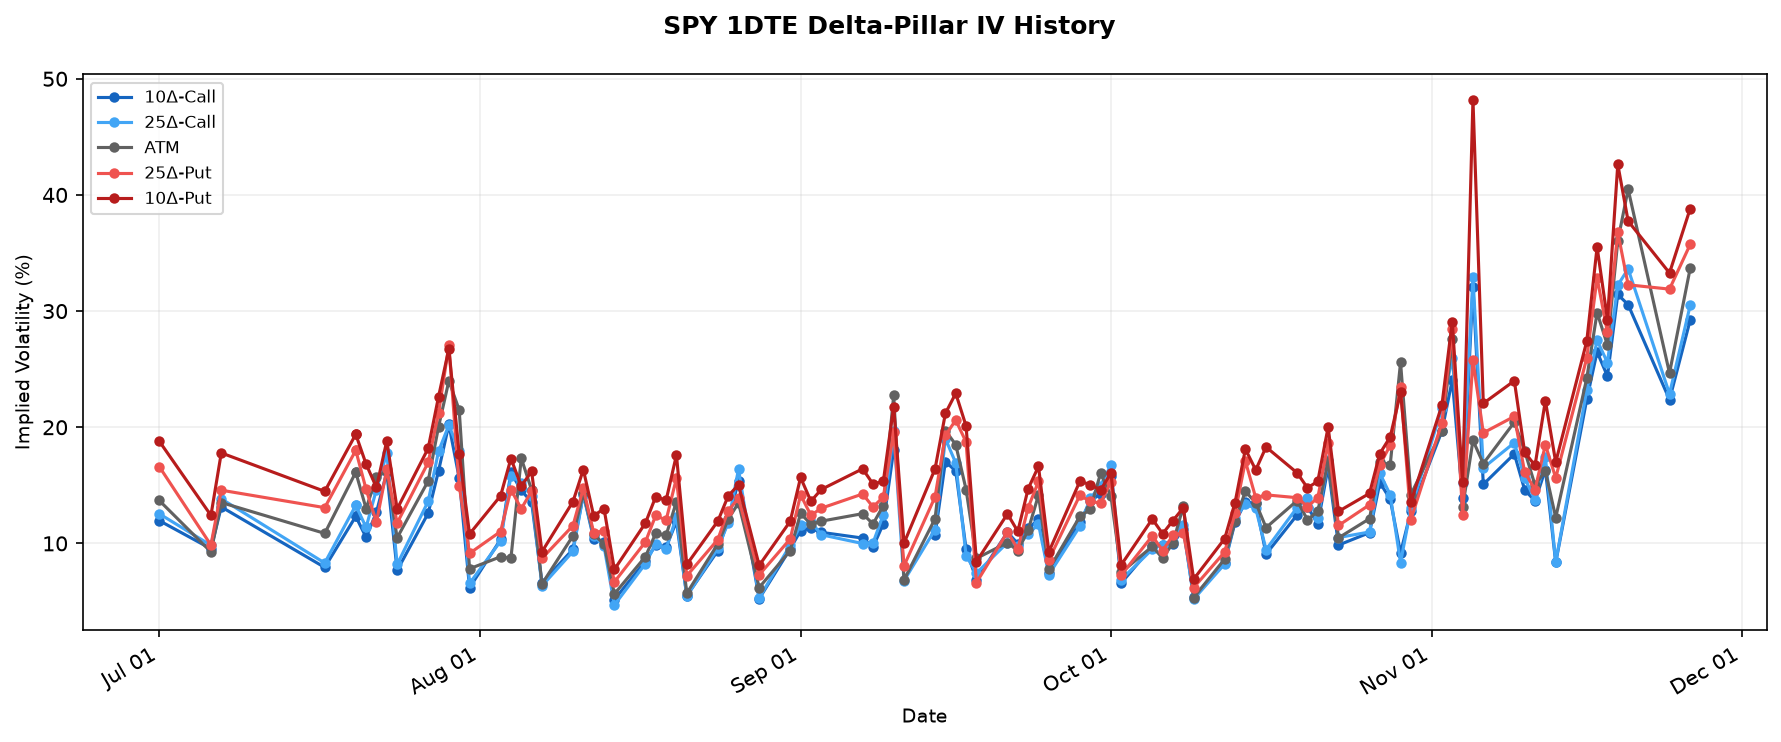 SPY 1DTE Delta-Pillar IV History
50
40
30
20
10
Implied Volatility (%)
10Δ-Call
25Δ-Call
ATM
25Δ-Put
10Δ-Put
Jul 01
Aug 01
Sep 01
Oct 01
Nov 01
Dec 01
Date